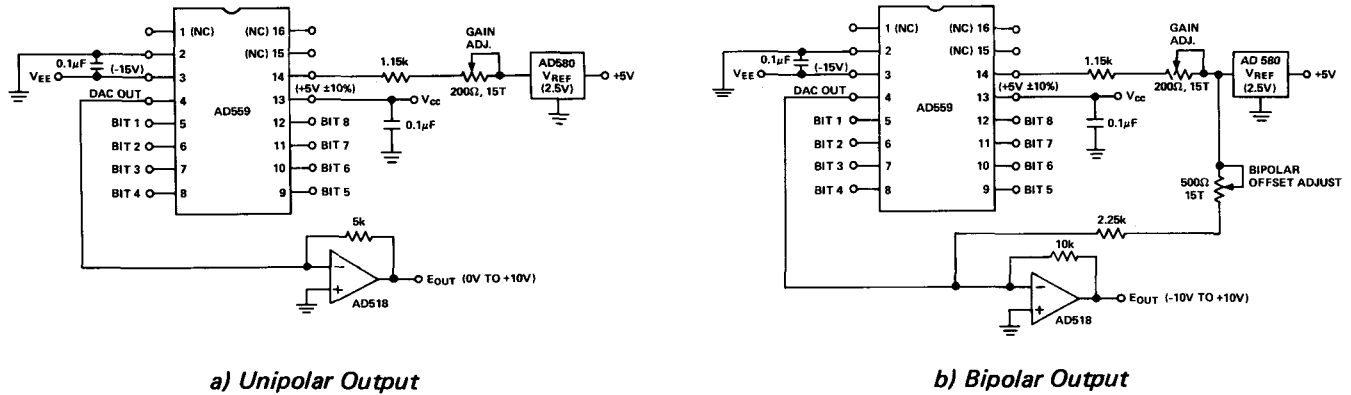 1 (NC)
(NC) 16
2
(NC) 15
0.1µF
VEE
(-15V)
3
14
1.15k
GAIN
ADJ.
200Ω, 15T
AD580
VREF
(2.5V)
+5V
(+5V ±10%)
DAC OUT
4
AD559
13
VCC
0.1µF
BIT 1
5
12
BIT 8
BIT 2
6
11
BIT 7
BIT 3
7
10
BIT 6
BIT 4
8
9
BIT 5
5k
AD518
EOUT (0V TO +10V)
a) Unipolar Output
1 (NC)
(NC) 16
2
(NC) 15
0.1µF
VEE
(-15V)
3
14
1.15k
GAIN
ADJ.
200Ω, 15T
AD 580
VREF
(2.5V)
+5V
(+5V ±10%)
DAC OUT
4
AD559
13
VCC
0.1µF
BIT 1
5
12
BIT 8
BIT 2
6
11
BIT 7
BIT 3
7
10
BIT 6
BIT 4
8
9
BIT 5
500Ω
15T
BIPOLAR
OFFSET ADJUST
2.25k
10k
AD518
EOUT (-10V TO +10V)
b) Bipolar Output